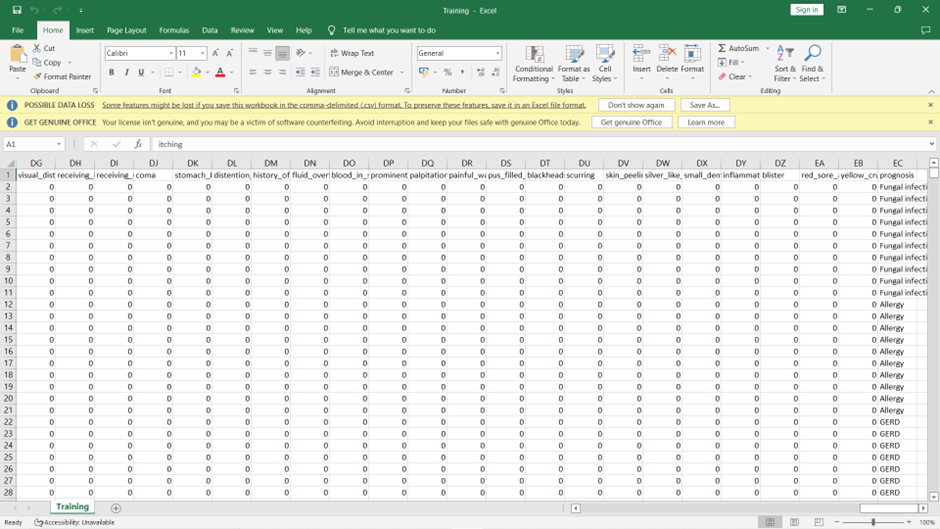 Training - Excel
Sign in
File Home Insert Page Layout Formulas Data Review View Help Tell me what you want to do
Paste
Cut
Copy
Format Painter
Clipboard
Calibri 11
B I U
Font
Wrap Text
Merge & Center
Alignment
General
Number
Conditional Formatting
Format as Table
Cell Styles
Styles
Insert Delete Format
Cells
AutoSum
Fill
Clear
Sort & Filter
Find & Select
Editing
POSSIBLE DATA LOSS Some features might be lost if you save this workbook in the comma-delimited (.csv) format. To preserve these features, save it in an Excel file format. Don't show again Save As...
GET GENUINE OFFICE Your license isn't genuine, and you may be a victim of software counterfeiting. Avoid interruption and keep your files safe with genuine Office today. Get genuine Office Learn more
A1 fx itching
DG DH DI DJ DK DL DM DN DO DP DQ DR DS DT DU DV DW DX DY DZ EA EB EC
1 visual_dist receiving_ receiving_ coma stomach_ distention_ history_of fluid_over blood_in_s prominent palpitation painful_wa pus_filled_ blackhead scurring skin_peelin silver_like_ small_den inflammat blister red_sore_ yellow_cru prognosis
2 0 0 0 0 0 0 0 0 0 0 0 0 0 0 0 0 0 0 0 0 0 0 Fungal infecti
3 0 0 0 0 0 0 0 0 0 0 0 0 0 0 0 0 0 0 0 0 0 0 Fungal infecti
4 0 0 0 0 0 0 0 0 0 0 0 0 0 0 0 0 0 0 0 0 0 0 Fungal infecti
5 0 0 0 0 0 0 0 0 0 0 0 0 0 0 0 0 0 0 0 0 0 0 Fungal infecti
6 0 0 0 0 0 0 0 0 0 0 0 0 0 0 0 0 0 0 0 0 0 0 Fungal infecti
7 0 0 0 0 0 0 0 0 0 0 0 0 0 0 0 0 0 0 0 0 0 0 Fungal infecti
8 0 0 0 0 0 0 0 0 0 0 0 0 0 0 0 0 0 0 0 0 0 0 Fungal infecti
9 0 0 0 0 0 0 0 0 0 0 0 0 0 0 0 0 0 0 0 0 0 0 Fungal infecti
10 0 0 0 0 0 0 0 0 0 0 0 0 0 0 0 0 0 0 0 0 0 0 Fungal infecti
11 0 0 0 0 0 0 0 0 0 0 0 0 0 0 0 0 0 0 0 0 0 0 Fungal infecti
12 0 0 0 0 0 0 0 0 0 0 0 0 0 0 0 0 0 0 0 0 0 0 Allergy
13 0 0 0 0 0 0 0 0 0 0 0 0 0 0 0 0 0 0 0 0 0 0 Allergy
14 0 0 0 0 0 0 0 0 0 0 0 0 0 0 0 0 0 0 0 0 0 0 Allergy
15 0 0 0 0 0 0 0 0 0 0 0 0 0 0 0 0 0 0 0 0 0 0 Allergy
16 0 0 0 0 0 0 0 0 0 0 0 0 0 0 0 0 0 0 0 0 0 0 Allergy
17 0 0 0 0 0 0 0 0 0 0 0 0 0 0 0 0 0 0 0 0 0 0 Allergy
18 0 0 0 0 0 0 0 0 0 0 0 0 0 0 0 0 0 0 0 0 0 0 Allergy
19 0 0 0 0 0 0 0 0 0 0 0 0 0 0 0 0 0 0 0 0 0 0 Allergy
20 0 0 0 0 0 0 0 0 0 0 0 0 0 0 0 0 0 0 0 0 0 0 Allergy
21 0 0 0 0 0 0 0 0 0 0 0 0 0 0 0 0 0 0 0 0 0 0 Allergy
22 0 0 0 0 0 0 0 0 0 0 0 0 0 0 0 0 0 0 0 0 0 0 GERD
23 0 0 0 0 0 0 0 0 0 0 0 0 0 0 0 0 0 0 0 0 0 0 GERD
24 0 0 0 0 0 0 0 0 0 0 0 0 0 0 0 0 0 0 0 0 0 0 GERD
25 0 0 0 0 0 0 0 0 0 0 0 0 0 0 0 0 0 0 0 0 0 0 GERD
26 0 0 0 0 0 0 0 0 0 0 0 0 0 0 0 0 0 0 0 0 0 0 GERD
27 0 0 0 0 0 0 0 0 0 0 0 0 0 0 0 0 0 0 0 0 0 0 GERD
28 0 0 0 0 0 0 0 0 0 0 0 0 0 0 0 0 0 0 0 0 0 0 GERD
Training
Ready Accessibility: Unavailable 100%